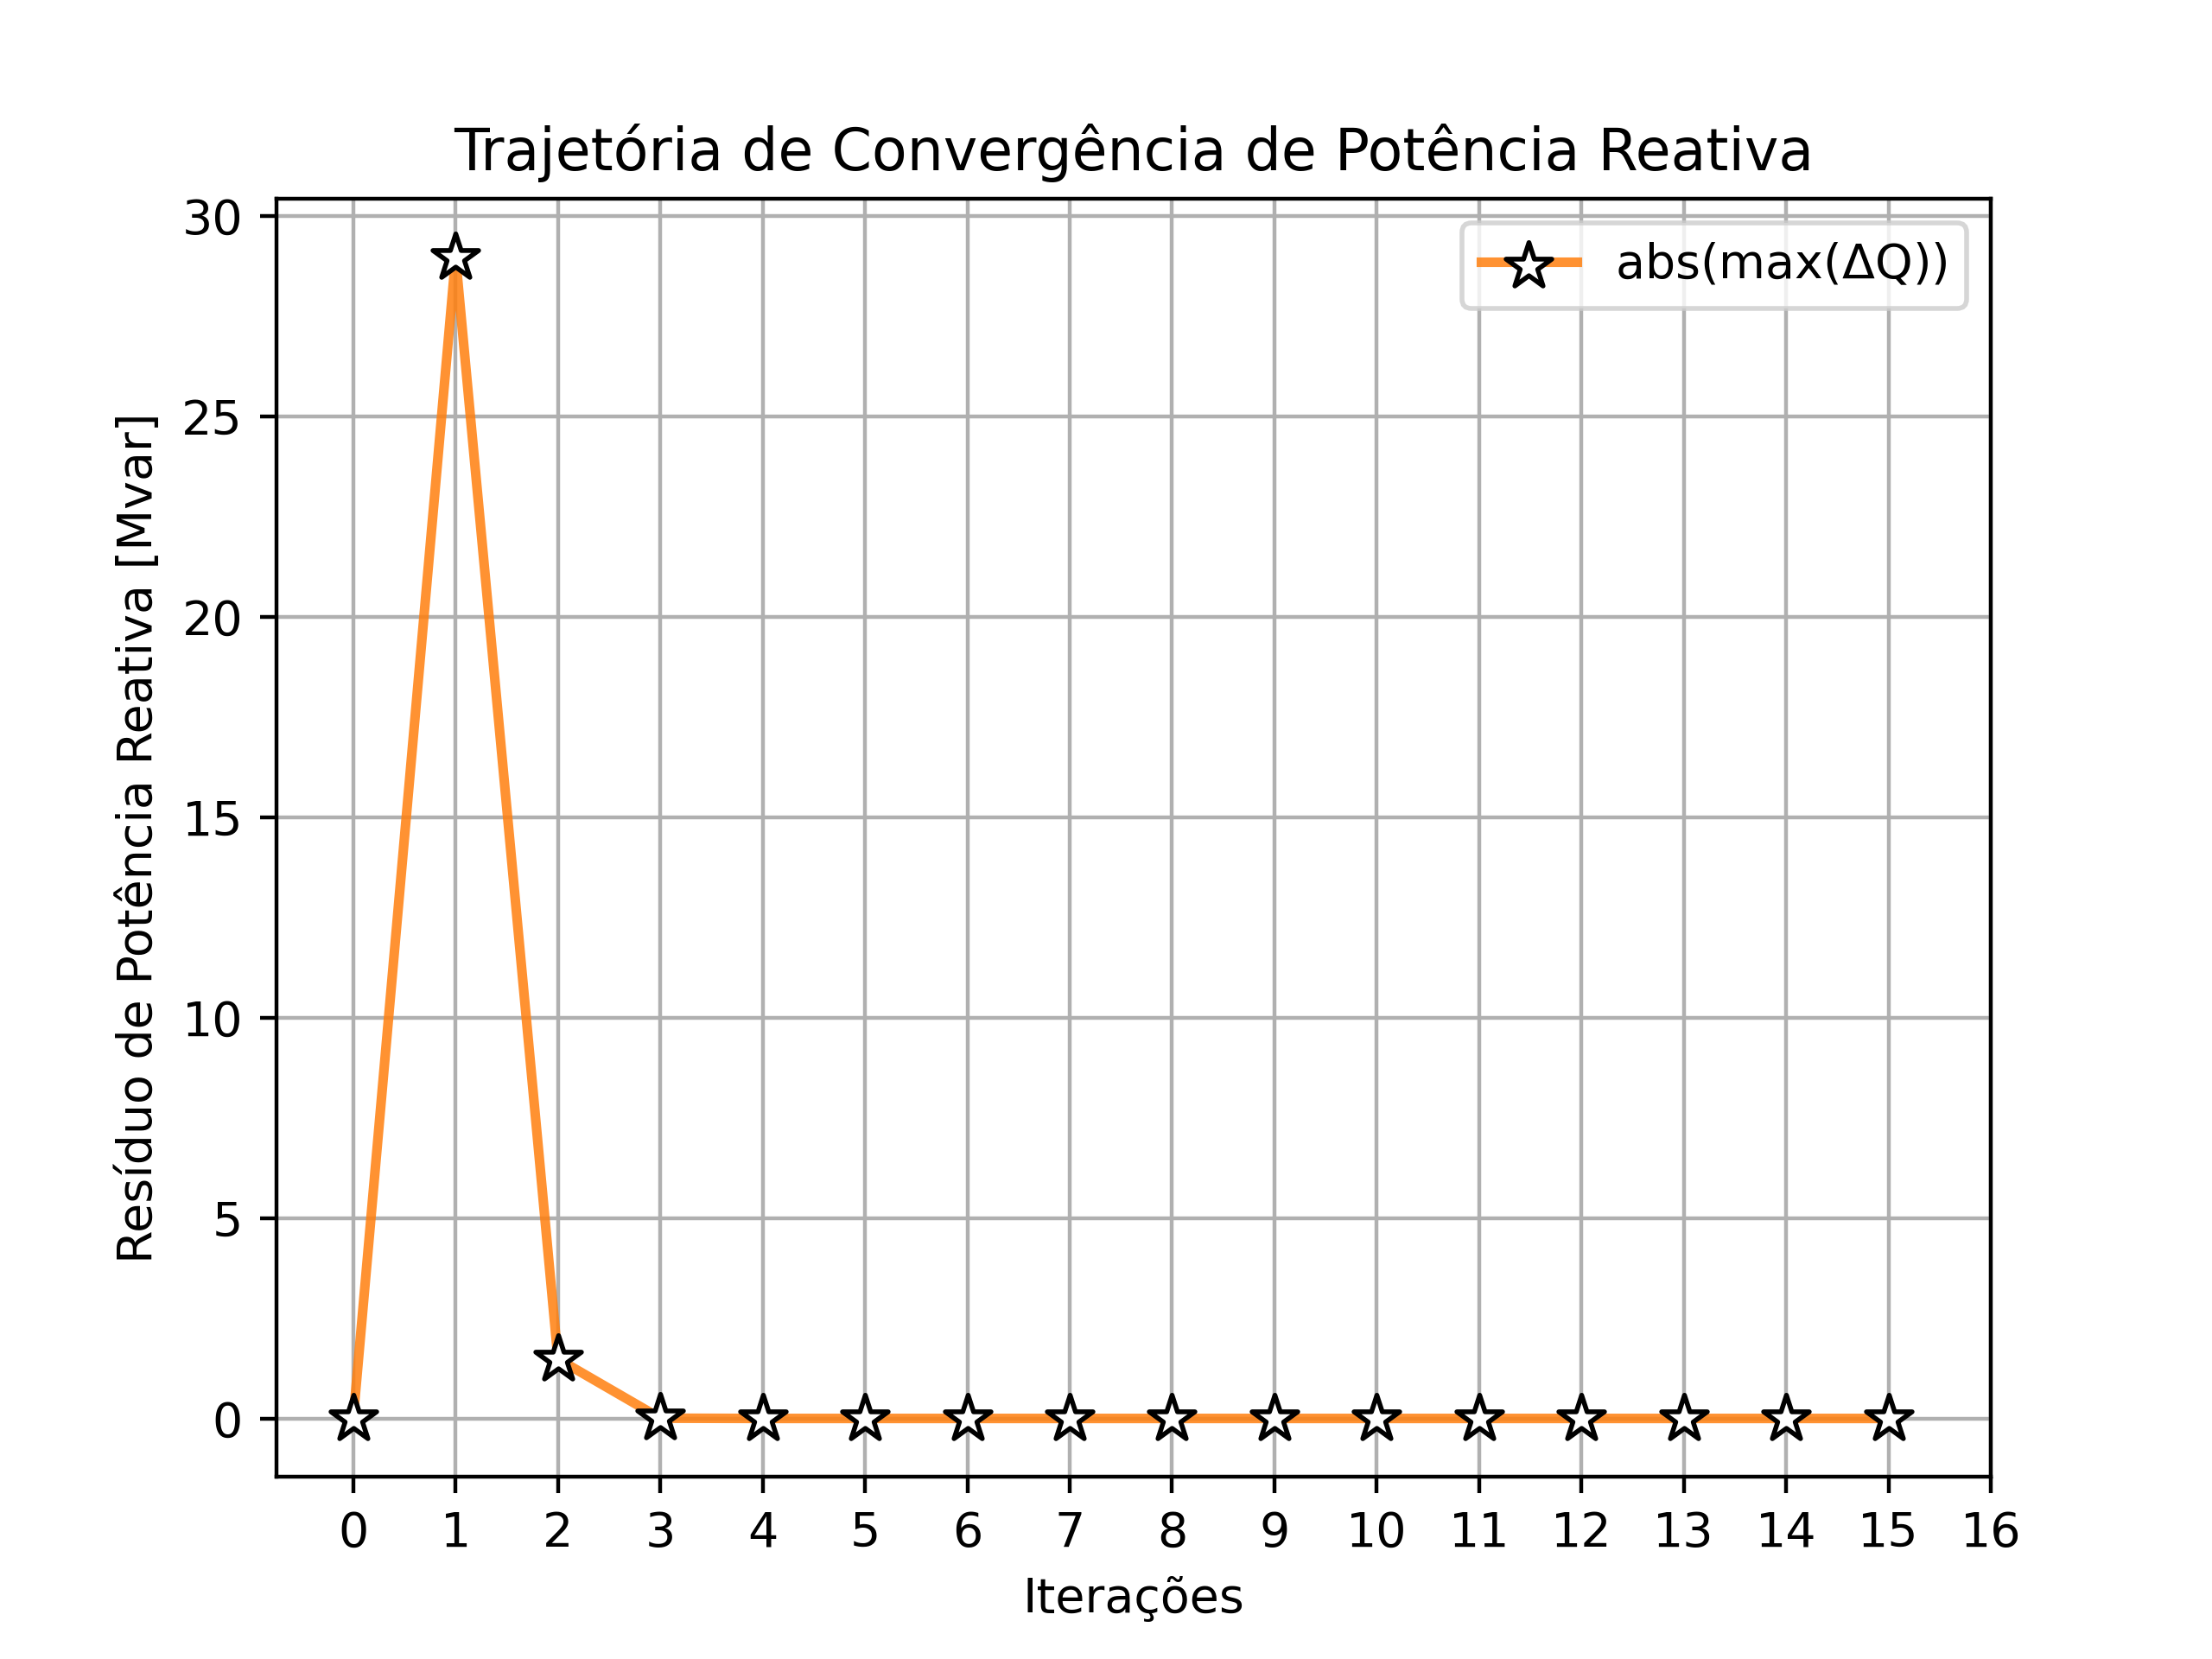 Trajetória de Convergência de Potência Reativa
abs(max(ΔQ))
Resíduo de Potência Reativa [Mvar]
30
25
20
15
10
5
0
0 1 2 3 4 5 6 7 8 9 10 11 12 13 14 15 16
Iterações